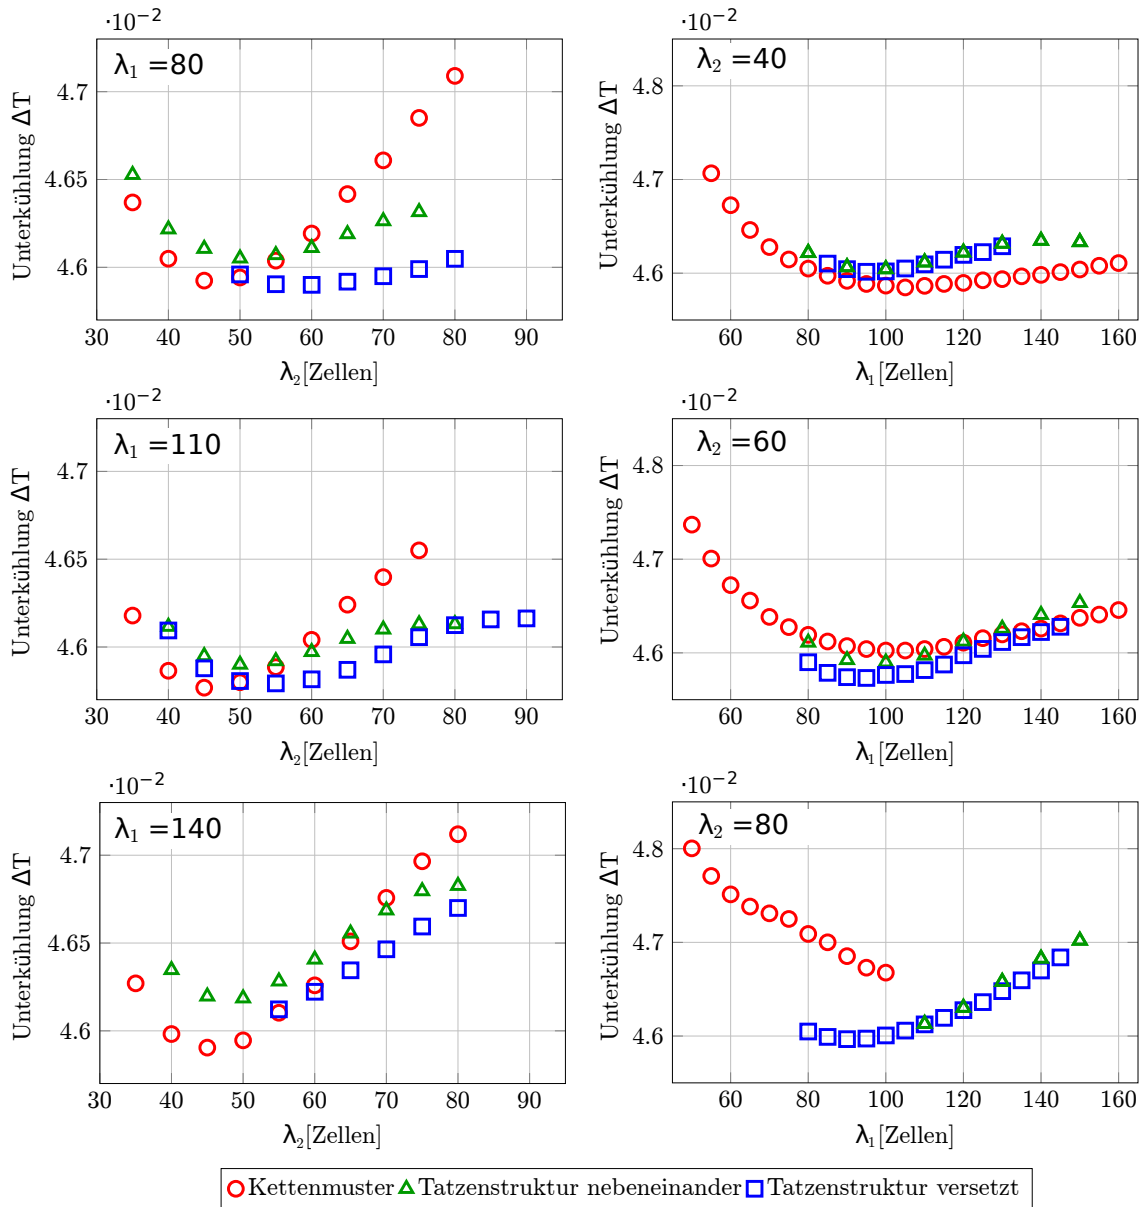 ·10⁻²
λ₁ =80
4.7
4.65
4.6
Unterkühlung ΔT
30 40 50 60 70 80 90
λ₂[Zellen]
·10⁻²
λ₂ =40
4.8
4.7
4.6
Unterkühlung ΔT
60 80 100 120 140 160
λ₁[Zellen]
·10⁻²
λ₁ =110
4.7
4.65
4.6
Unterkühlung ΔT
30 40 50 60 70 80 90
λ₂[Zellen]
·10⁻²
λ₂ =60
4.8
4.7
4.6
Unterkühlung ΔT
60 80 100 120 140 160
λ₁[Zellen]
·10⁻²
λ₁ =140
4.7
4.65
4.6
Unterkühlung ΔT
30 40 50 60 70 80 90
λ₂[Zellen]
·10⁻²
λ₂ =80
4.8
4.7
4.6
Unterkühlung ΔT
60 80 100 120 140 160
λ₁[Zellen]
Kettenmuster Tatzenstruktur nebeneinander Tatzenstruktur versetzt